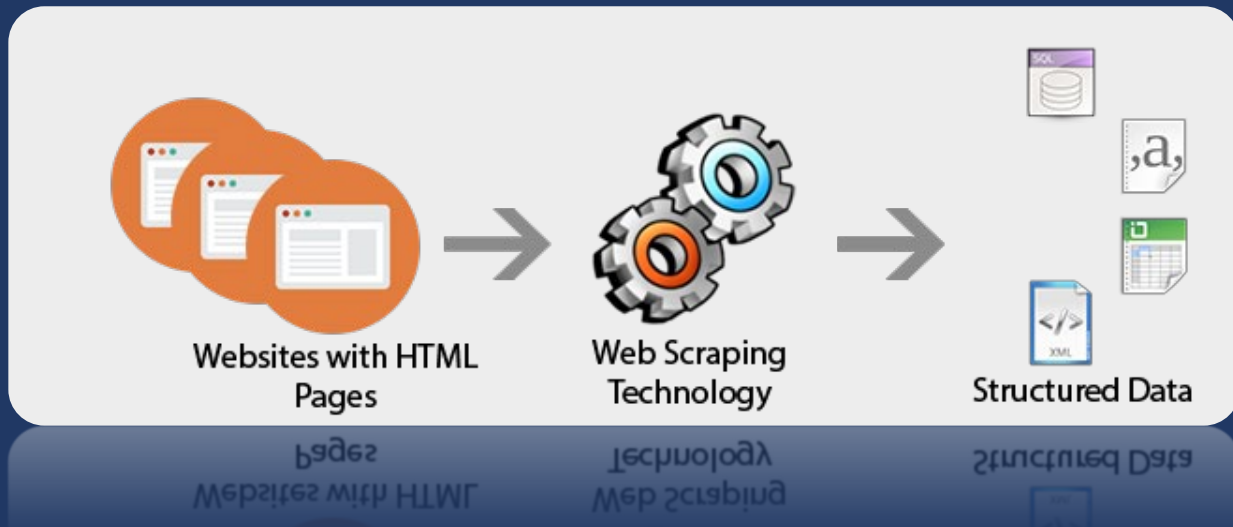 Websites with HTML
Pages
Web Scraping
Technology
SQL
,a,
</>
XML
Structured Data